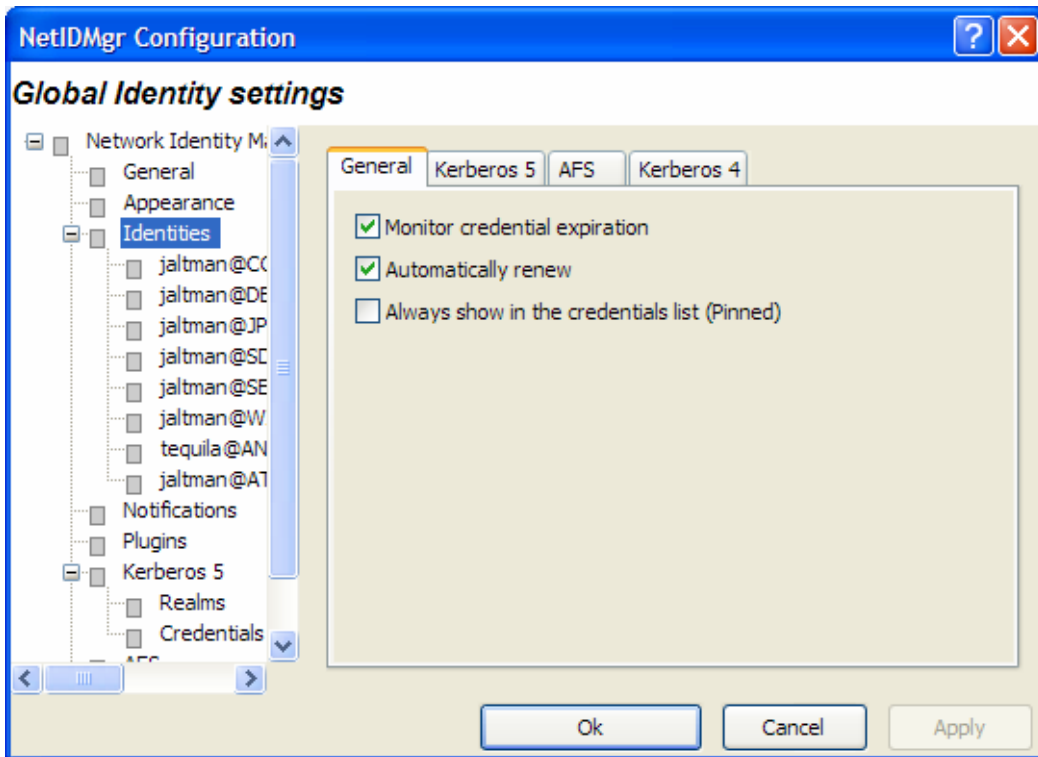 NetIDMgr Configuration
Global Identity settings
Network Identity Ma
General
Appearance
Identities
jaltman@CC
jaltman@DE
jaltman@JP
jaltman@SD
jaltman@SE
jaltman@W
tequila@AN
jaltman@AT
Notifications
Plugins
Kerberos 5
Realms
Credentials
AFS
General
Kerberos 5
AFS
Kerberos 4
Monitor credential expiration
Automatically renew
Always show in the credentials list (Pinned)
Ok
Cancel
Apply